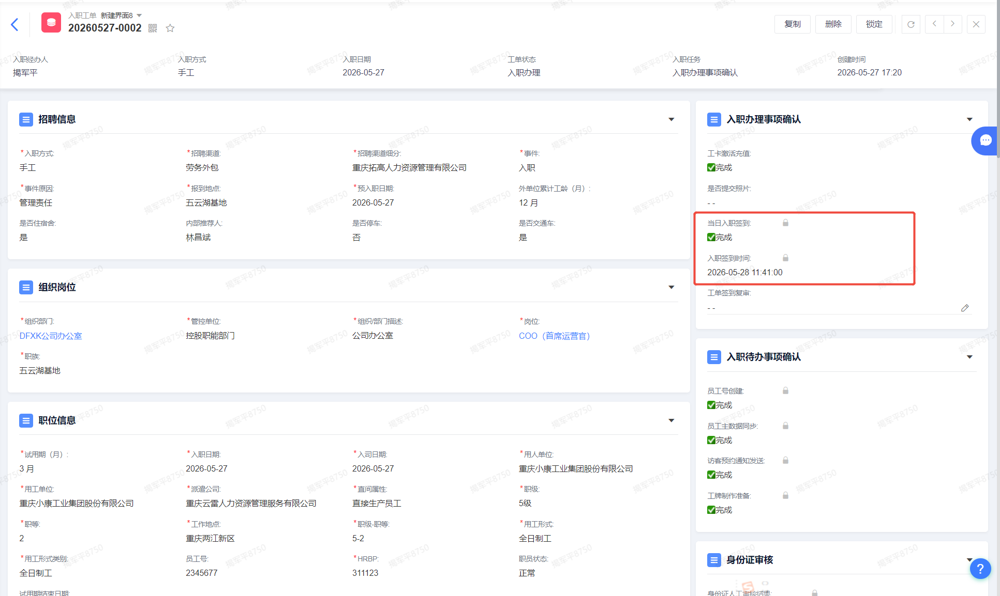 入职工单 新建界面8
20260527-0002
复制 删除 锁定
入职经办人 入职方式 入职日期 工单状态 入职任务 创建时间
揭军平 手工 2026-05-27 入职办理 入职办理事项确认 2026-05-27 17:20
招聘信息
*入职方式: *招聘渠道: *招聘渠道细分: *事件:
手工 劳务外包 重庆拓高人力资源管理有限公司 入职
*事件原因: *报到地点: *预入职日期: 外单位累计工龄（月）:
管理责任 五云湖基地 2026-05-27 12 月
是否住宿舍: 内部推荐人: 是否停车: 是否交通车:
是 林昌斌 否 是
组织岗位
*组织部门: *管控单位: *组织/部门描述: *岗位:
DFXK公司办公室 控股职能部门 公司办公室 COO（首席运营官）
*职族:
五云湖基地
职位信息
*试用期（月）: *入职日期: *入司日期: *用人单位:
3 月 2026-05-27 2026-05-27 重庆小康工业集团股份有限公司
*用工单位: *派遣公司: *直间属性: *职级:
重庆小康工业集团股份有限公司 重庆云雷人力资源管理服务有限公司 直接生产员工 5级
*职等: *工作地点: *职级-职等: *用工形式:
2 重庆两江新区 5-2 全日制工
*用工形式类别: 员工号: *HRBP: 职员状态:
全日制工 2345677 311123 正常
试用期结束日期:
入职办理事项确认
工卡激活充值:
✅完成
是否提交照片:
- -
当日入职签到:
✅完成
入职签到时间:
2026-05-28 11:41:00
工单签到复审:
- -
入职待办事项确认
员工号创建:
✅完成
员工主数据同步:
✅完成
访客预约通知发送:
✅完成
工牌制作准备:
✅完成
身份证审核
身份证人工审核结果:
揭军平8750